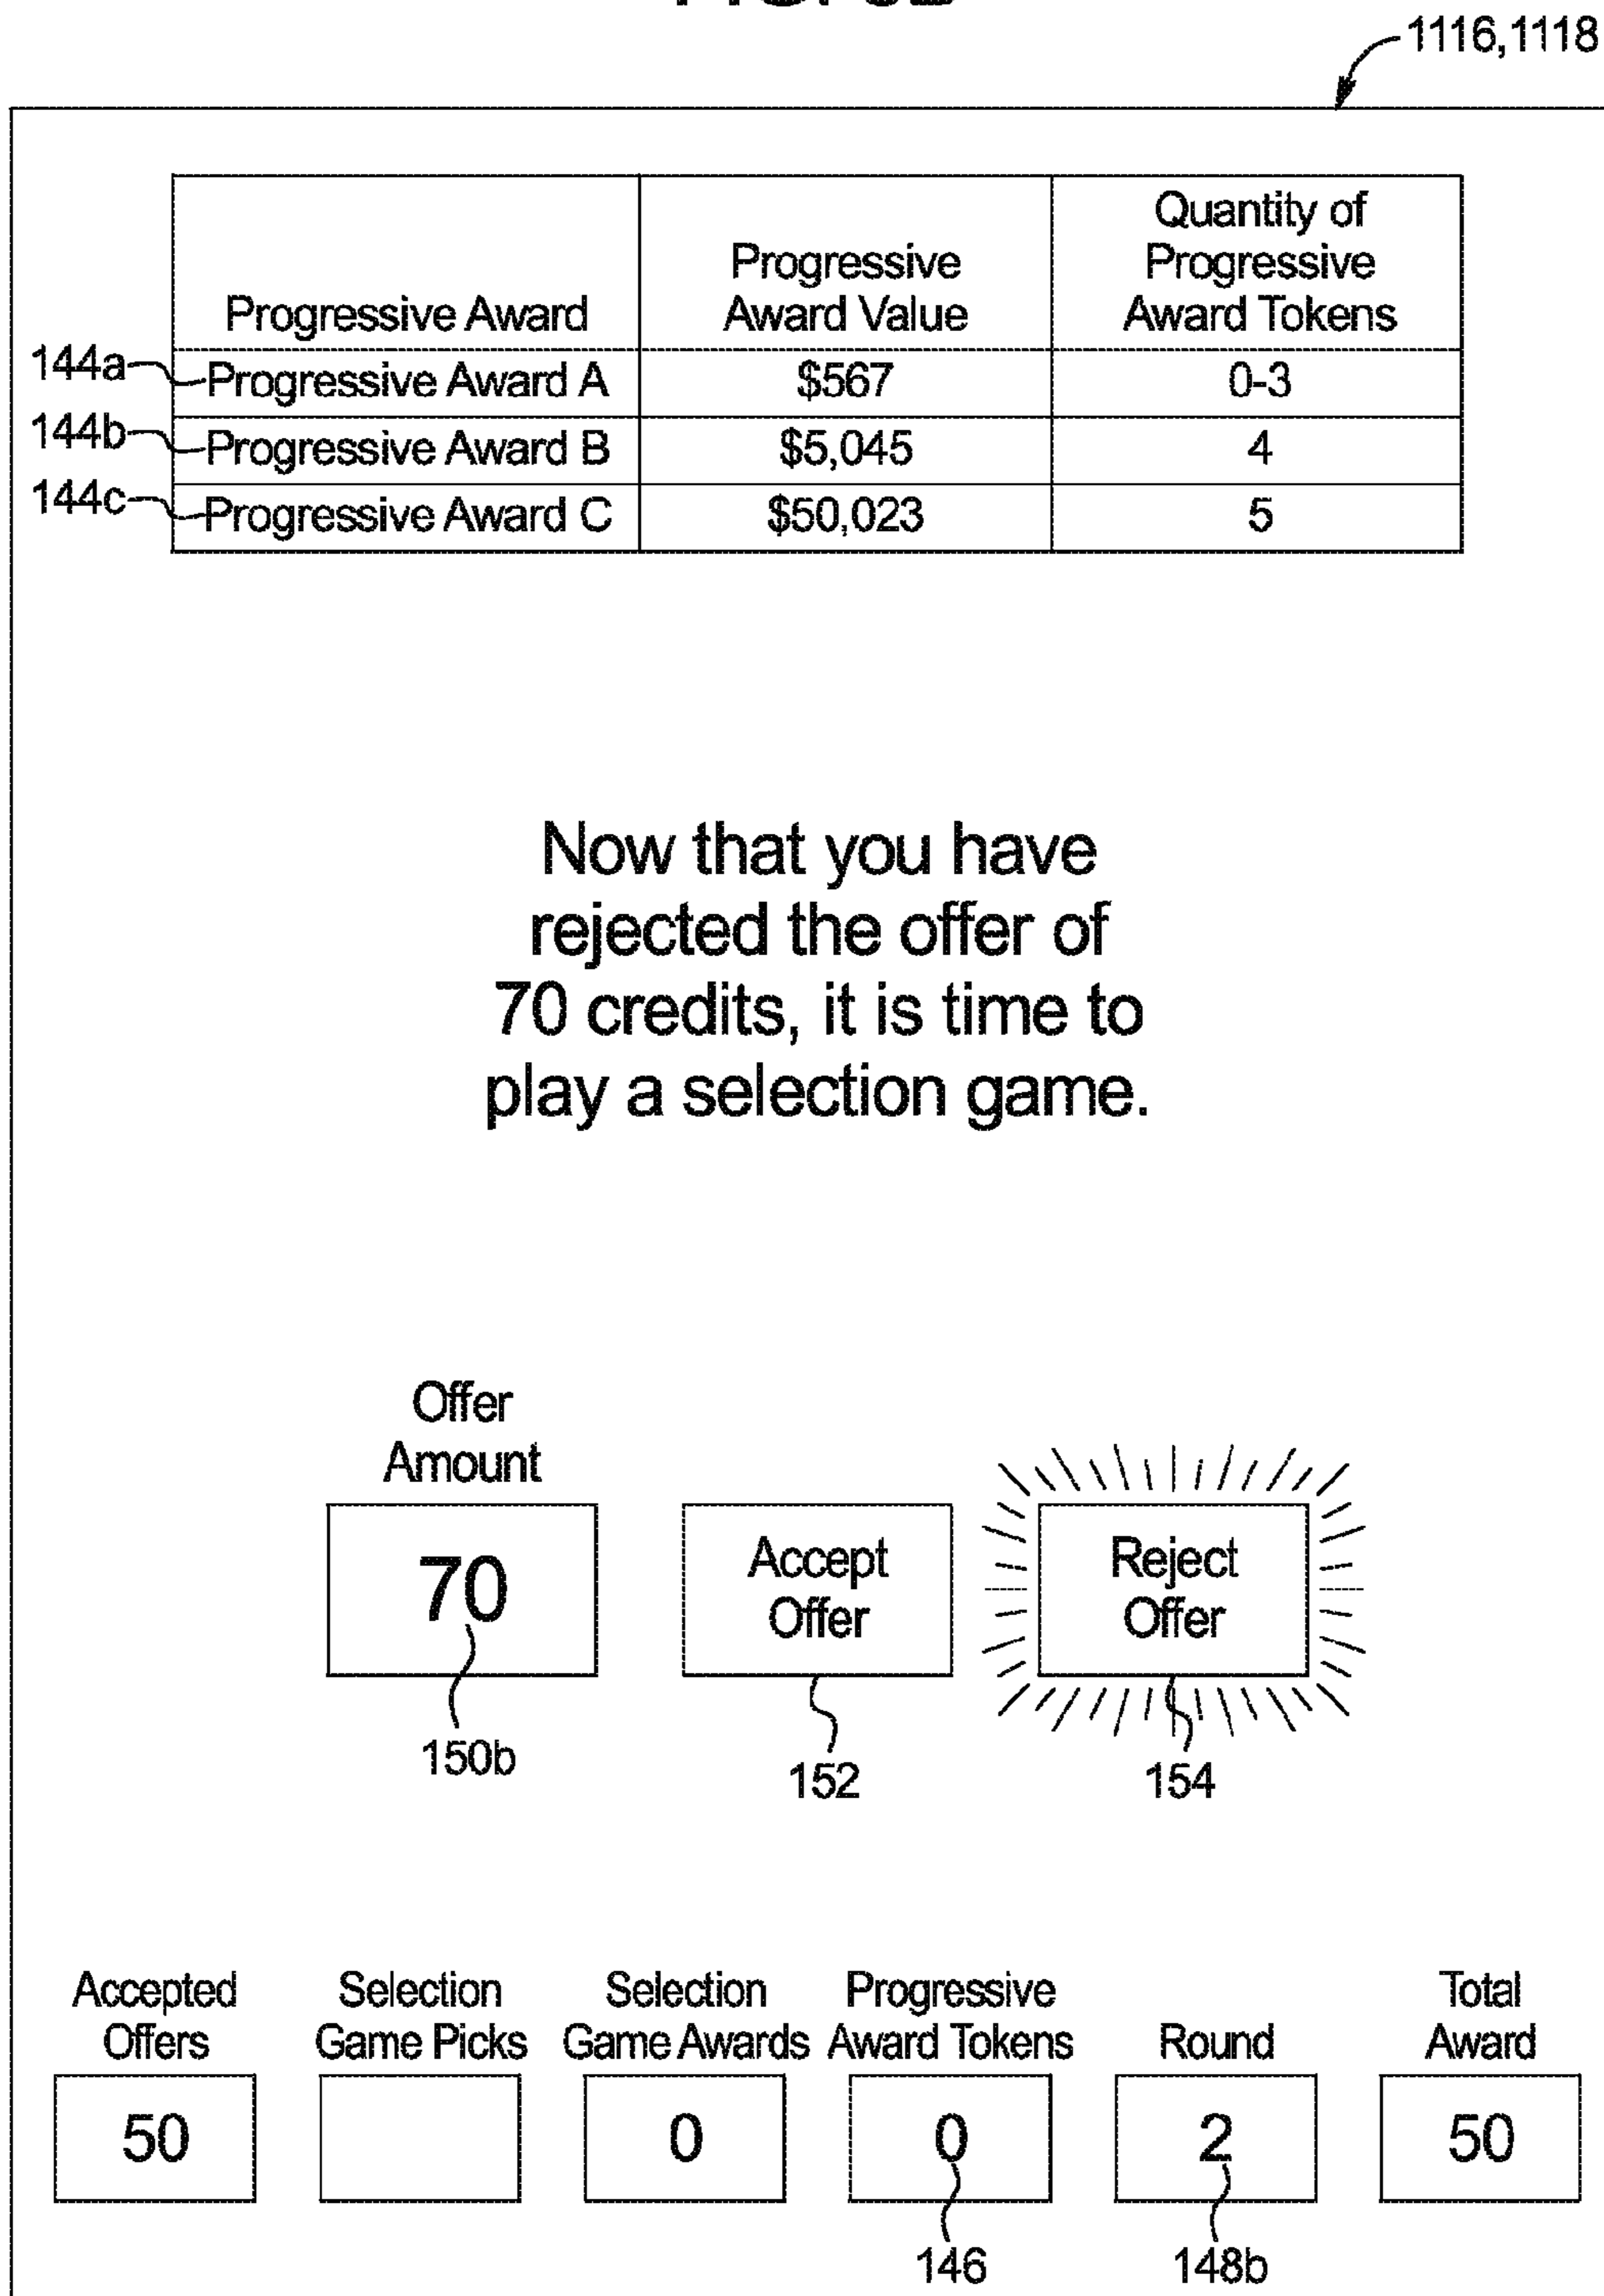 1116,1118
Quantity of
Progressive Progressive
Progressive Award Award Value Award Tokens
144a Progressive Award A $567 0-3
144b Progressive Award B $5,045 4
144c Progressive Award C $50,023 5
Now that you have
rejected the offer of
70 credits, it is time to
play a selection game.
Offer
Amount
70 Accept Offer Reject Offer
150b 152 154
Accepted Offers Selection Game Picks Selection Game Awards Progressive Award Tokens Round Total Award
50 0 0 2 50
146 148b